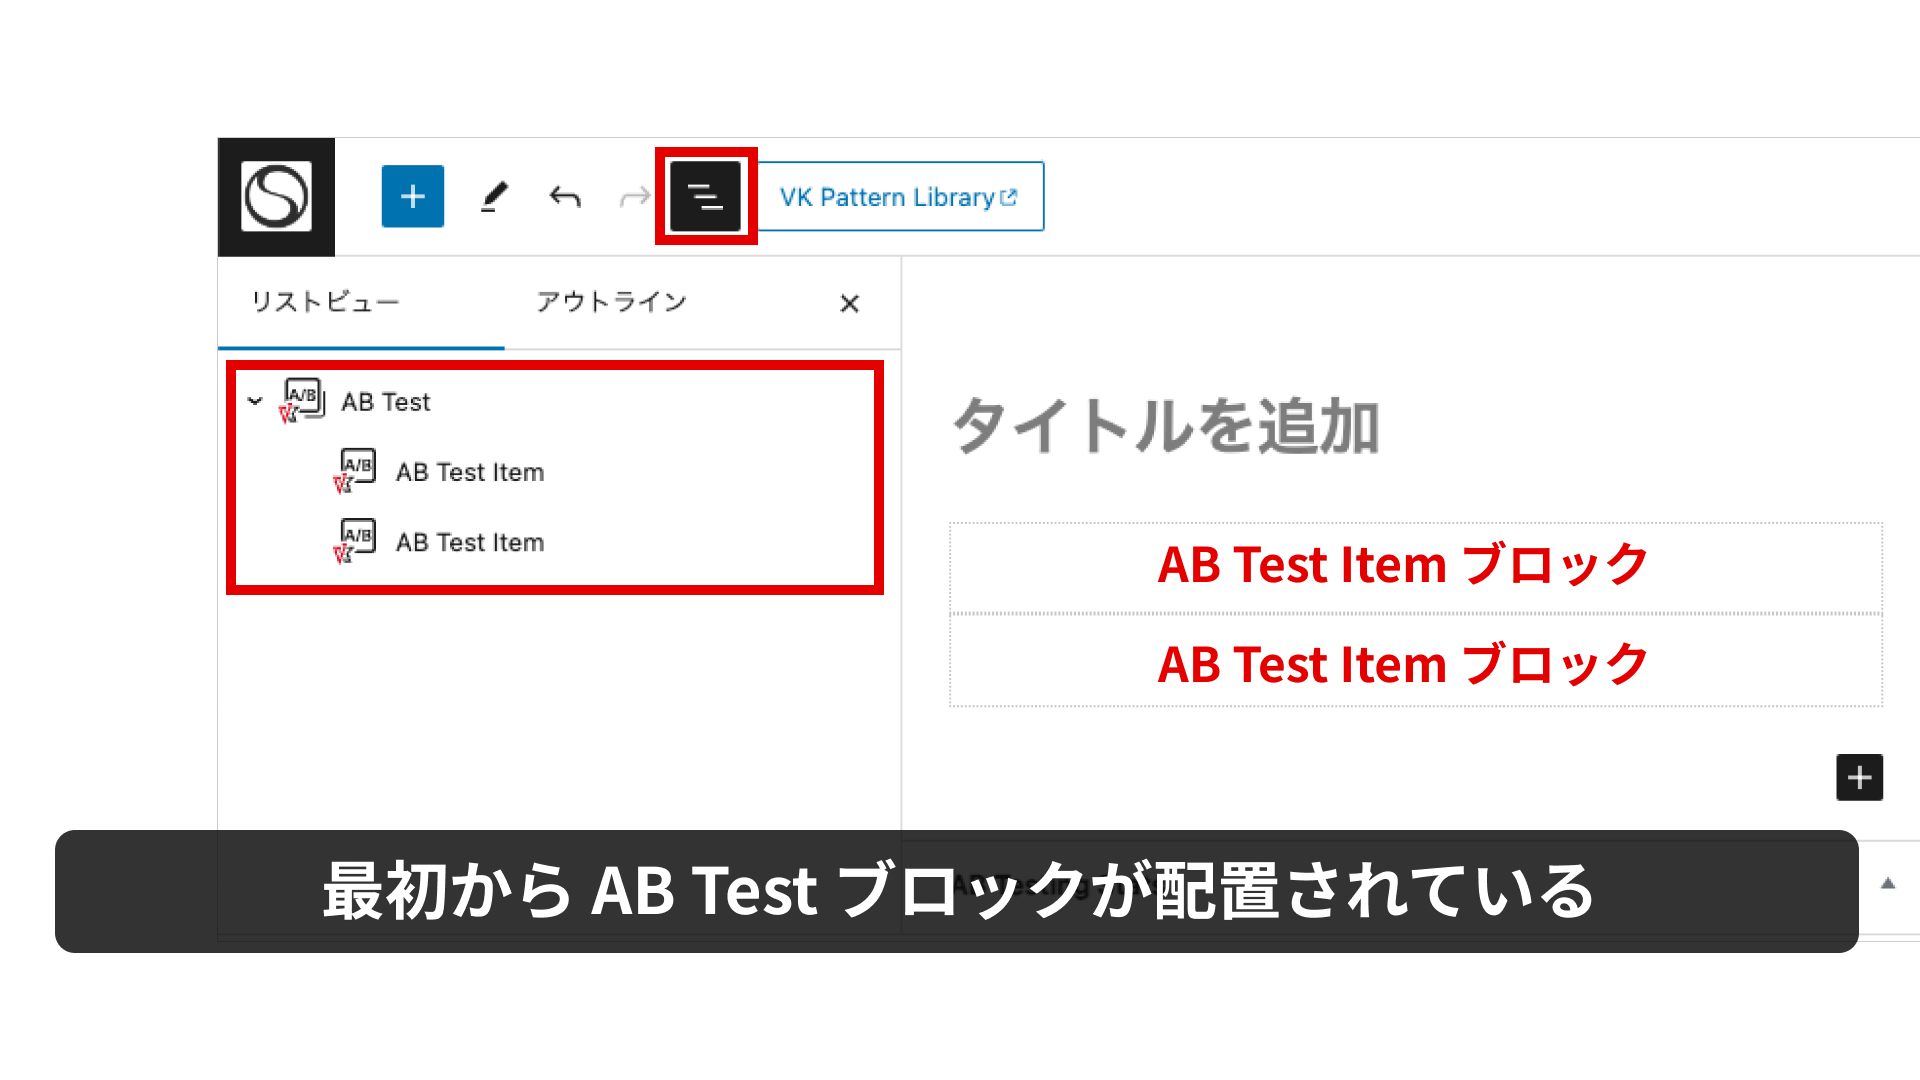 VK Pattern Library
リストビュー
アウトライン
A/B
AB Test
A/B
AB Test Item
A/B
AB Test Item
タイトルを追加
AB Test Item ブロック
AB Test Item ブロック
最初から AB Test ブロックが配置されている